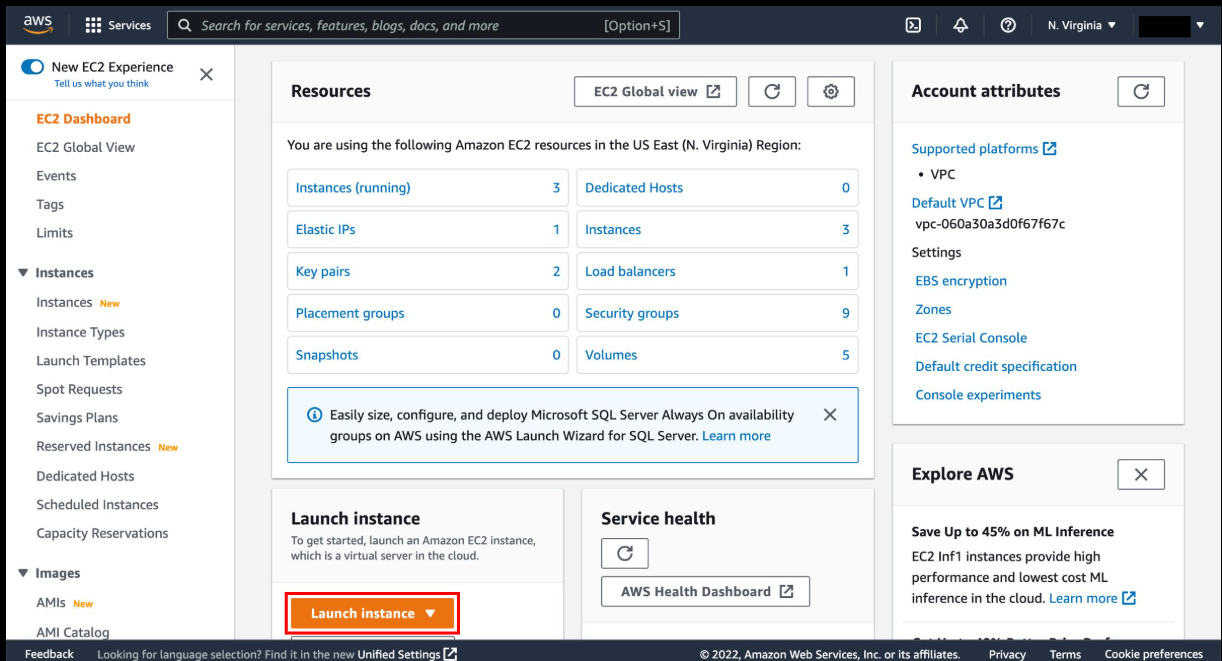 aws
Services
Search for services, features, blogs, docs, and more [Option+S]
N. Virginia
New EC2 Experience
Tell us what you think
EC2 Dashboard
EC2 Global View
Events
Tags
Limits
Instances
Instances New
Instance Types
Launch Templates
Spot Requests
Savings Plans
Reserved Instances New
Dedicated Hosts
Scheduled Instances
Capacity Reservations
Images
AMIs New
AMI Catalog
Resources
EC2 Global view
You are using the following Amazon EC2 resources in the US East (N. Virginia) Region:
Instances (running) 3
Dedicated Hosts 0
Elastic IPs 1
Instances 3
Key pairs 2
Load balancers 1
Placement groups 0
Security groups 9
Snapshots 0
Volumes 5
Easily size, configure, and deploy Microsoft SQL Server Always On availability
groups on AWS using the AWS Launch Wizard for SQL Server. Learn more
Launch instance
To get started, launch an Amazon EC2 instance,
which is a virtual server in the cloud.
Launch instance
Service health
AWS Health Dashboard
Account attributes
Supported platforms
• VPC
Default VPC
vpc-060a30a3d0f67f67c
Settings
EBS encryption
Zones
EC2 Serial Console
Default credit specification
Console experiments
Explore AWS
Save Up to 45% on ML Inference
EC2 Inf1 instances provide high
performance and lowest cost ML
inference in the cloud. Learn more
Feedback
Looking for language selection? Find it in the new Unified Settings
© 2022, Amazon Web Services, Inc. or its affiliates.
Privacy
Terms
Cookie preferences